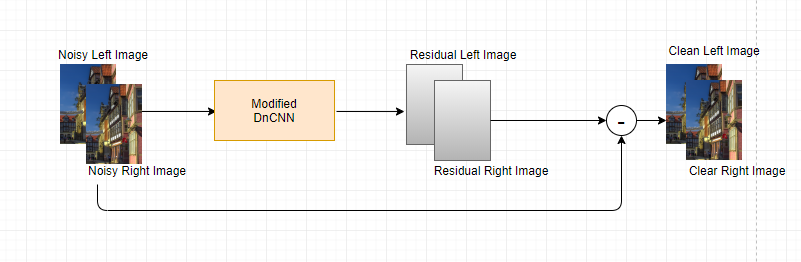 Noisy Left Image
Noisy Right Image
Modified
DnCNN
Residual Left Image
Residual Right Image
-
Clean Left Image
Clear Right Image